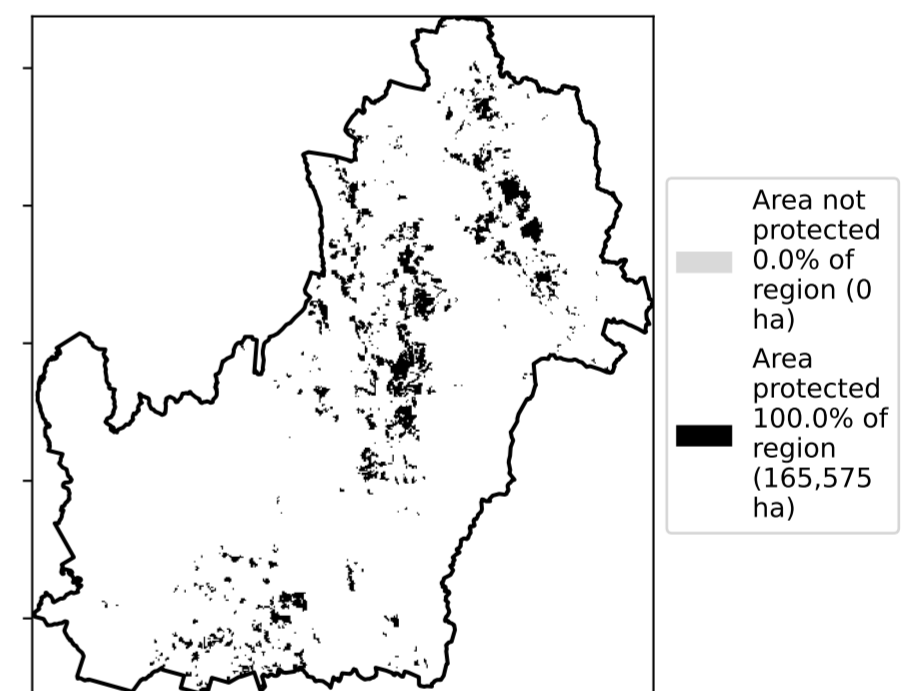 Area not
protected
0.0% of
region (0
ha)
Area
protected
100.0% of
region
(165,575
ha)